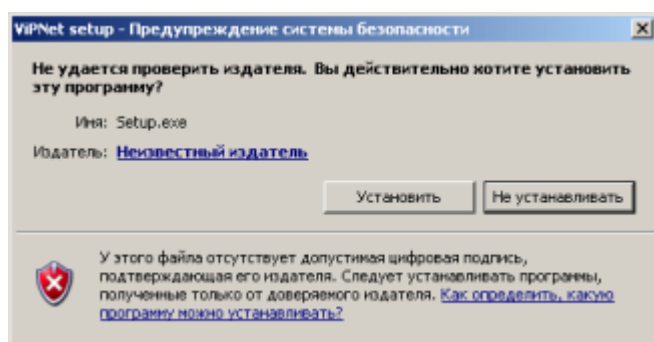 ViPNet setup - Предупреждение системы безопасности
Не удается проверить издателя. Вы действительно хотите установить
эту программу?
Имя: Setup.exe
Издатель: Неизвестный издатель
Установить
Не устанавливать
У этого файла отсутствует допустимая цифровая подпись,
подтверждающая его издателя. Следует устанавливать программы,
полученные только от доверяемого издателя. Как определить, какую
программу можно устанавливать?